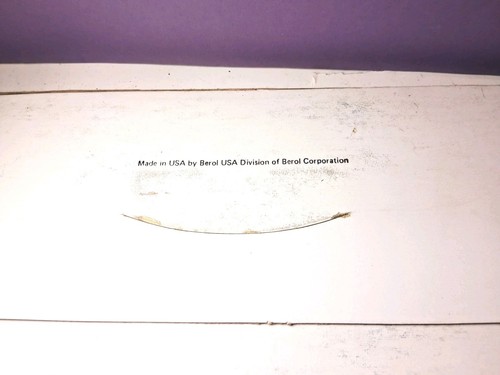 Made in USA by Berol USA Division of Berol Corporation